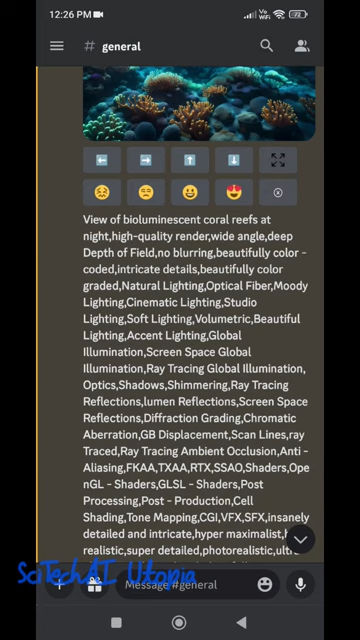 12:26 PM
Vo
WiFi
72
# general
View of bioluminescent coral reefs at
night,high-quality render,wide angle,deep
Depth of Field,no blurring,beautifully color -
coded,intricate details,beautifully color
graded,Natural Lighting,Optical Fiber,Moody
Lighting,Cinematic Lighting,Studio
Lighting,Soft Lighting,Volumetric,Beautiful
Lighting,Accent Lighting,Global
Illumination,Screen Space Global
Illumination,Ray Tracing Global Illumination,
Optics,Shadows,Shimmering,Ray Tracing
Reflections,lumen Reflections,Screen Space
Reflections,Diffraction Grading,Chromatic
Aberration,GB Displacement,Scan Lines,ray
Traced,Ray Tracing Ambient Occlusion,Anti -
Aliasing,FKAA,TXAA,RTX,SSAO,Shaders,Ope
nGL - Shaders,GLSL - Shaders,Post
Processing,Post - Production,Cell
Shading,Tone Mapping,CGI,VFX,SFX,insanely
detailed and intricate,hyper maximalist,
realistic,super detailed,photorealistic,ultra
SciTechAI Utopia
Message #general